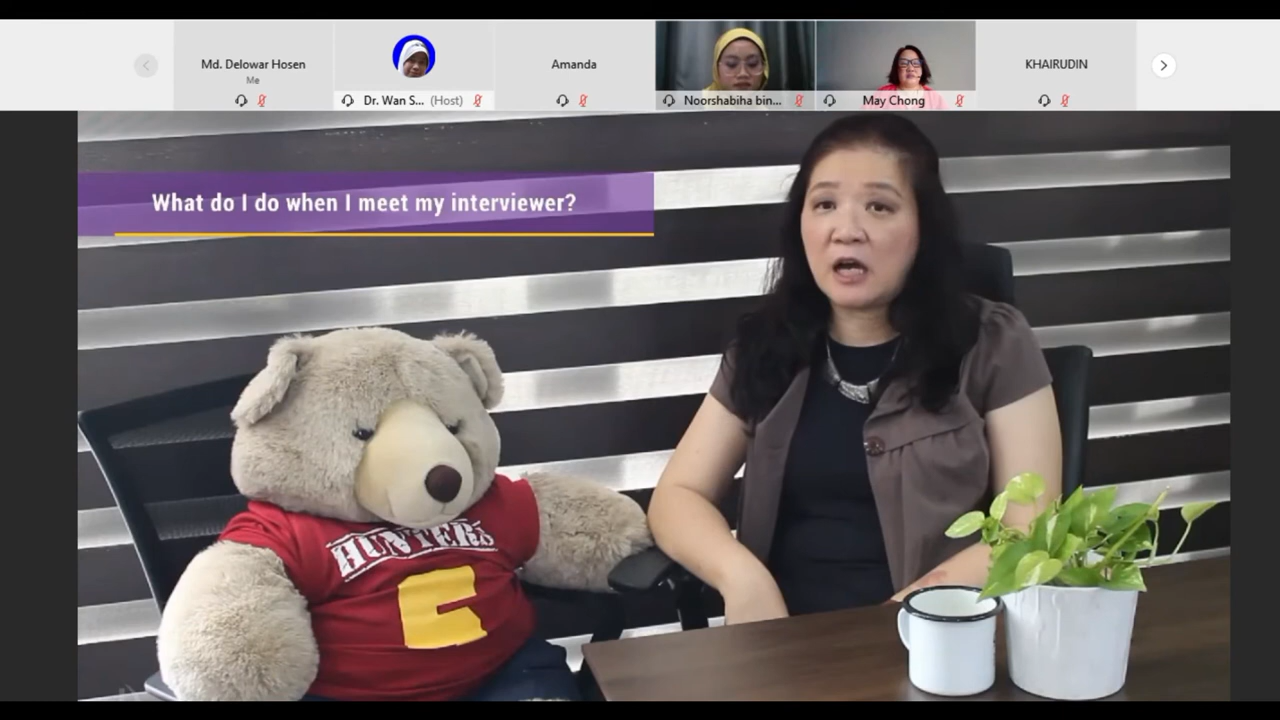 Md. Delowar Hosen
Me
Dr. Wan S... (Host)
Amanda
Noorshabiha bin...
May Chong
KHAIRUDIN
What do I do when I meet my interviewer?
HUNTERS